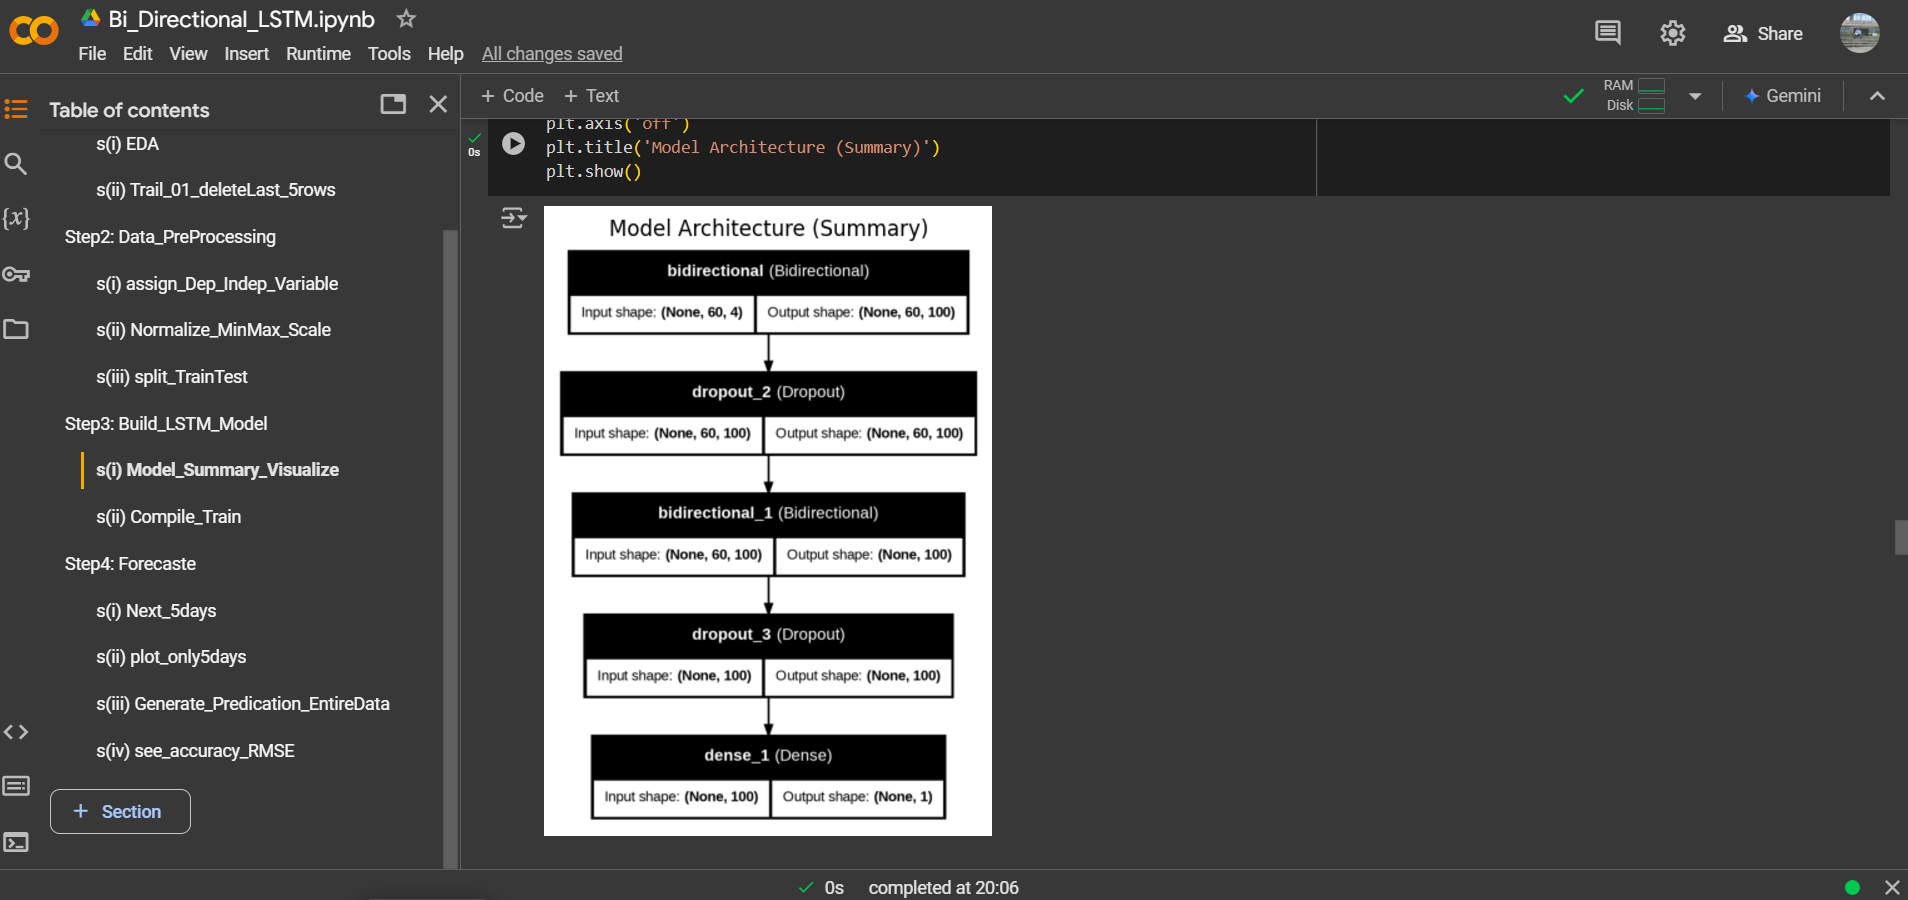 Bi_Directional_LSTM.ipynb
File Edit View Insert Runtime Tools Help All changes saved
Share
Table of contents
s(i) EDA
s(ii) Trail_01_deleteLast_5rows
Step2: Data_PreProcessing
s(i) assign_Dep_Indep_Variable
s(ii) Normalize_MinMax_Scale
s(iii) split_TrainTest
Step3: Build_LSTM_Model
s(i) Model_Summary_Visualize
s(ii) Compile_Train
Step4: Forecaste
s(i) Next_5days
s(ii) plot_only5days
s(iii) Generate_Predication_EntireData
s(iv) see_accuracy_RMSE
+ Section
+ Code + Text
RAM
Disk
Gemini
0s
plt.axis('off')
plt.title('Model Architecture (Summary)')
plt.show()
Model Architecture (Summary)
bidirectional (Bidirectional)
Input shape: (None, 60, 4) Output shape: (None, 60, 100)
dropout_2 (Dropout)
Input shape: (None, 60, 100) Output shape: (None, 60, 100)
bidirectional_1 (Bidirectional)
Input shape: (None, 60, 100) Output shape: (None, 100)
dropout_3 (Dropout)
Input shape: (None, 100) Output shape: (None, 100)
dense_1 (Dense)
Input shape: (None, 100) Output shape: (None, 1)
0s completed at 20:06